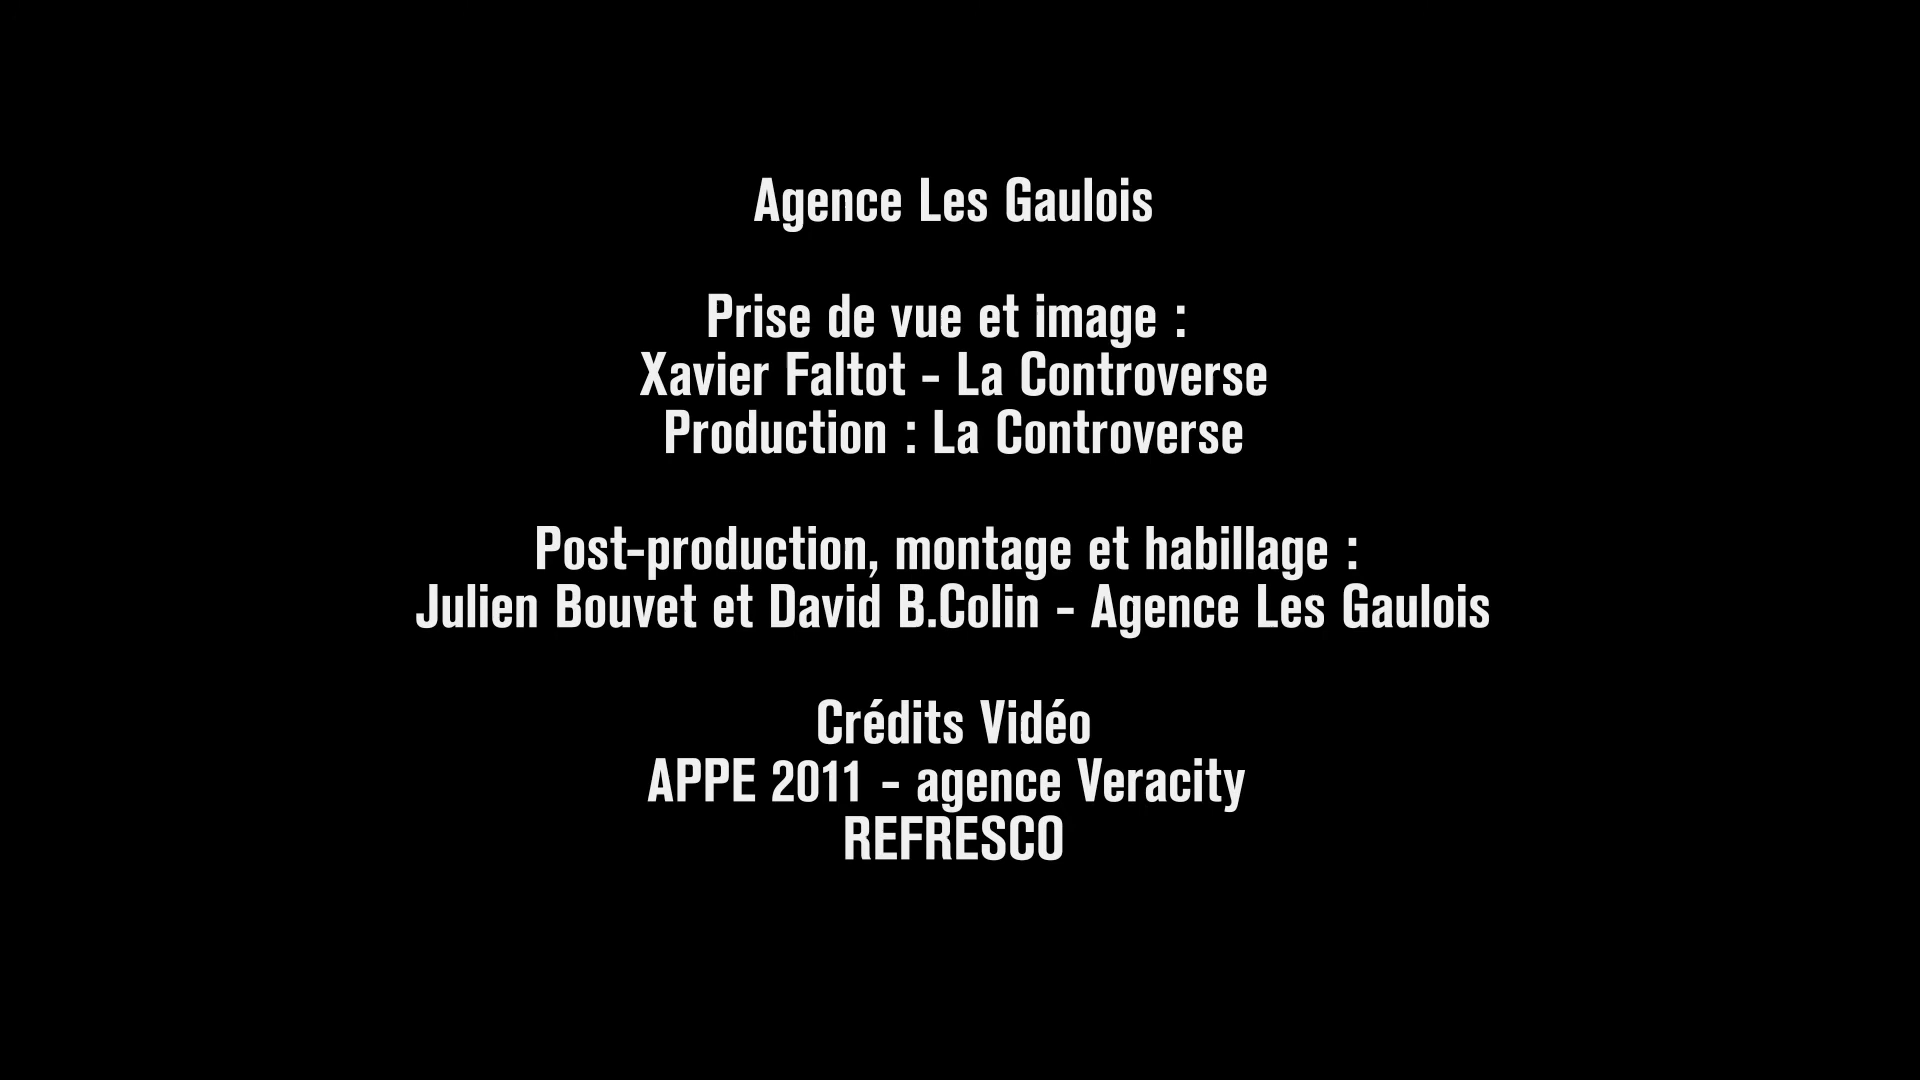 Agence Les Gaulois
Prise de vue et image :
Xavier Faltot - La Controverse
Production : La Controverse
Post-production, montage et habillage :
Julien Bouvet et David B.Colin - Agence Les Gaulois
Crédits Vidéo
APPE 2011 - agence Veracity
REFRESCO